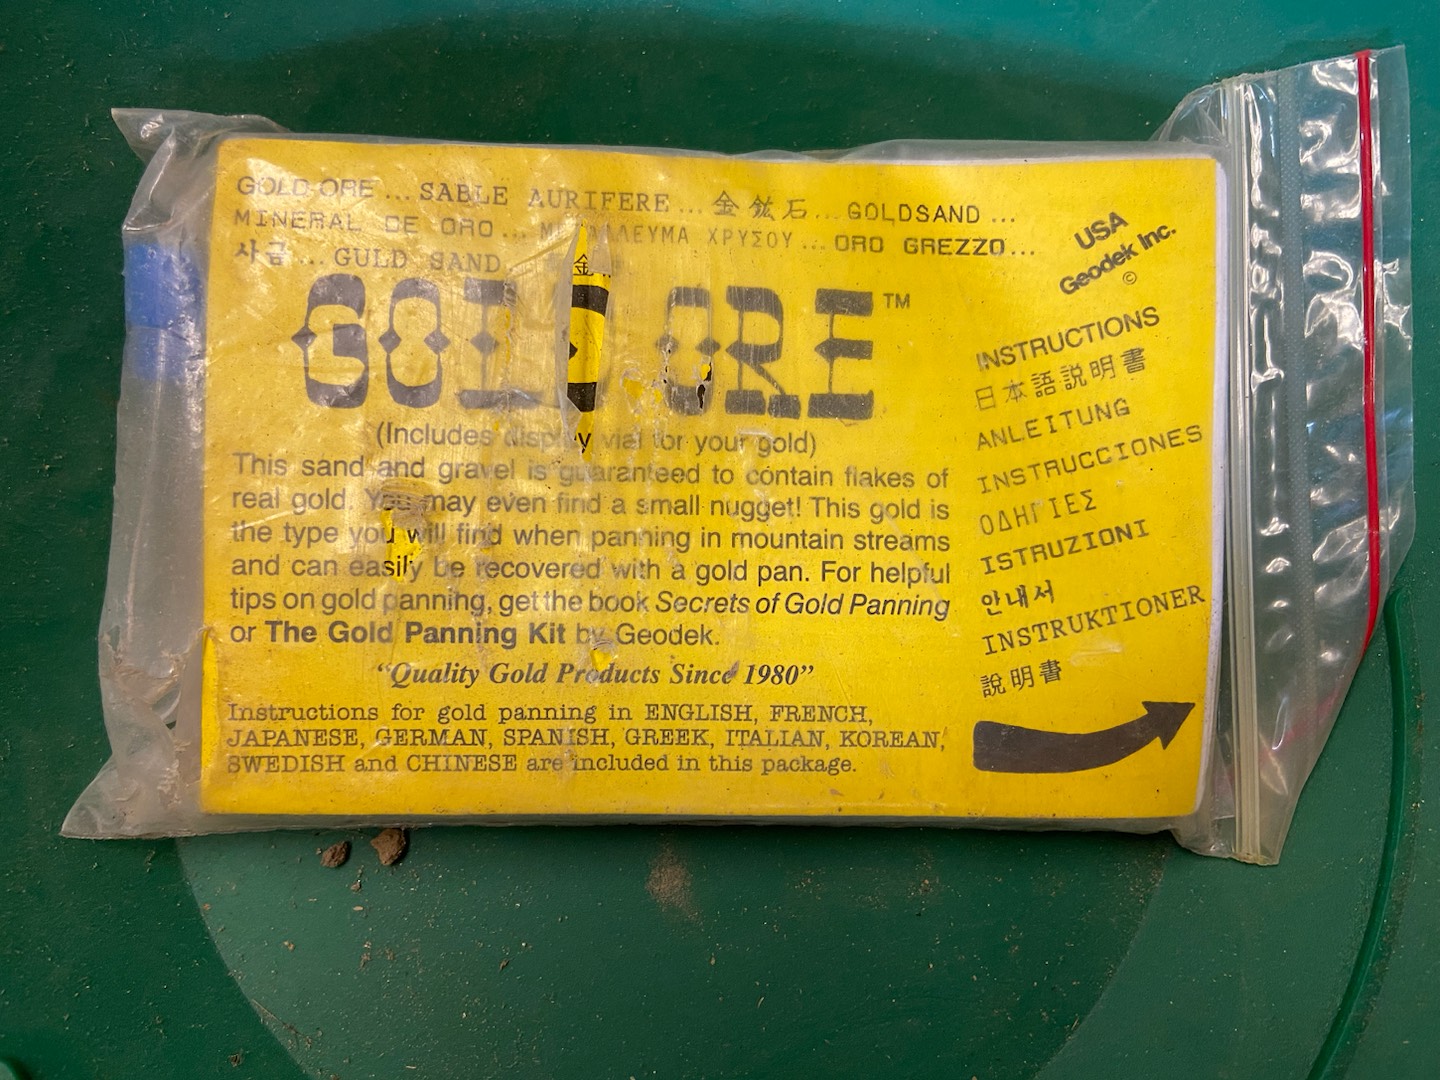 GOLD ORE ... SABLE AURIFERE ... 金鉱石 ... GOLDSAND ...
MINERAL DE ORO ... ΜΕΤΑΛΛΕΥΜΑ ΧΡΥΣΟΥ ... ORO GREZZO ...
사금 ... GULD SAND 金 ...
GOLD ORE ™
(Includes display vial for your gold)
This sand and gravel is guaranteed to contain flakes of
real gold. You may even find a small nugget! This gold is
the type you will find when panning in mountain streams
and can easily be recovered with a gold pan. For helpful
tips on gold panning, get the book Secrets of Gold Panning
or The Gold Panning Kit by Geodek.
“Quality Gold Products Since 1980”
Instructions for gold panning in ENGLISH, FRENCH,
JAPANESE, GERMAN, SPANISH, GREEK, ITALIAN, KOREAN,
SWEDISH and CHINESE are included in this package.
USA
Geodek Inc.
©
INSTRUCTIONS
日本語説明書
ANLEITUNG
INSTRUCCIONES
ΟΔΗΓΙΕΣ
ISTRUZIONI
안내서
INSTRUKTIONER
說明書